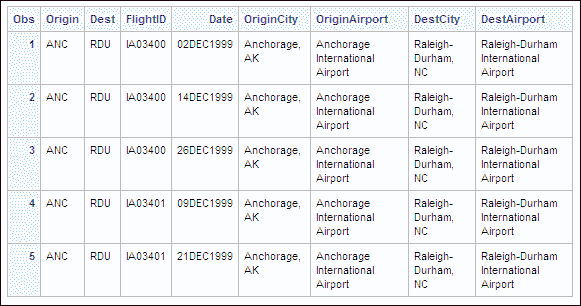 Obs Origin Dest FlightID Date OriginCity OriginAirport DestCity DestAirport
1 ANC RDU IA03400 02DEC1999 Anchorage, Anchorage Raleigh- Raleigh-Durham
AK International Durham, International
Airport NC Airport
2 ANC RDU IA03400 14DEC1999 Anchorage, Anchorage Raleigh- Raleigh-Durham
AK International Durham, International
Airport NC Airport
3 ANC RDU IA03400 26DEC1999 Anchorage, Anchorage Raleigh- Raleigh-Durham
AK International Durham, International
Airport NC Airport
4 ANC RDU IA03401 09DEC1999 Anchorage, Anchorage Raleigh- Raleigh-Durham
AK International Durham, International
Airport NC Airport
5 ANC RDU IA03401 21DEC1999 Anchorage, Anchorage Raleigh- Raleigh-Durham
AK International Durham, International
Airport NC Airport